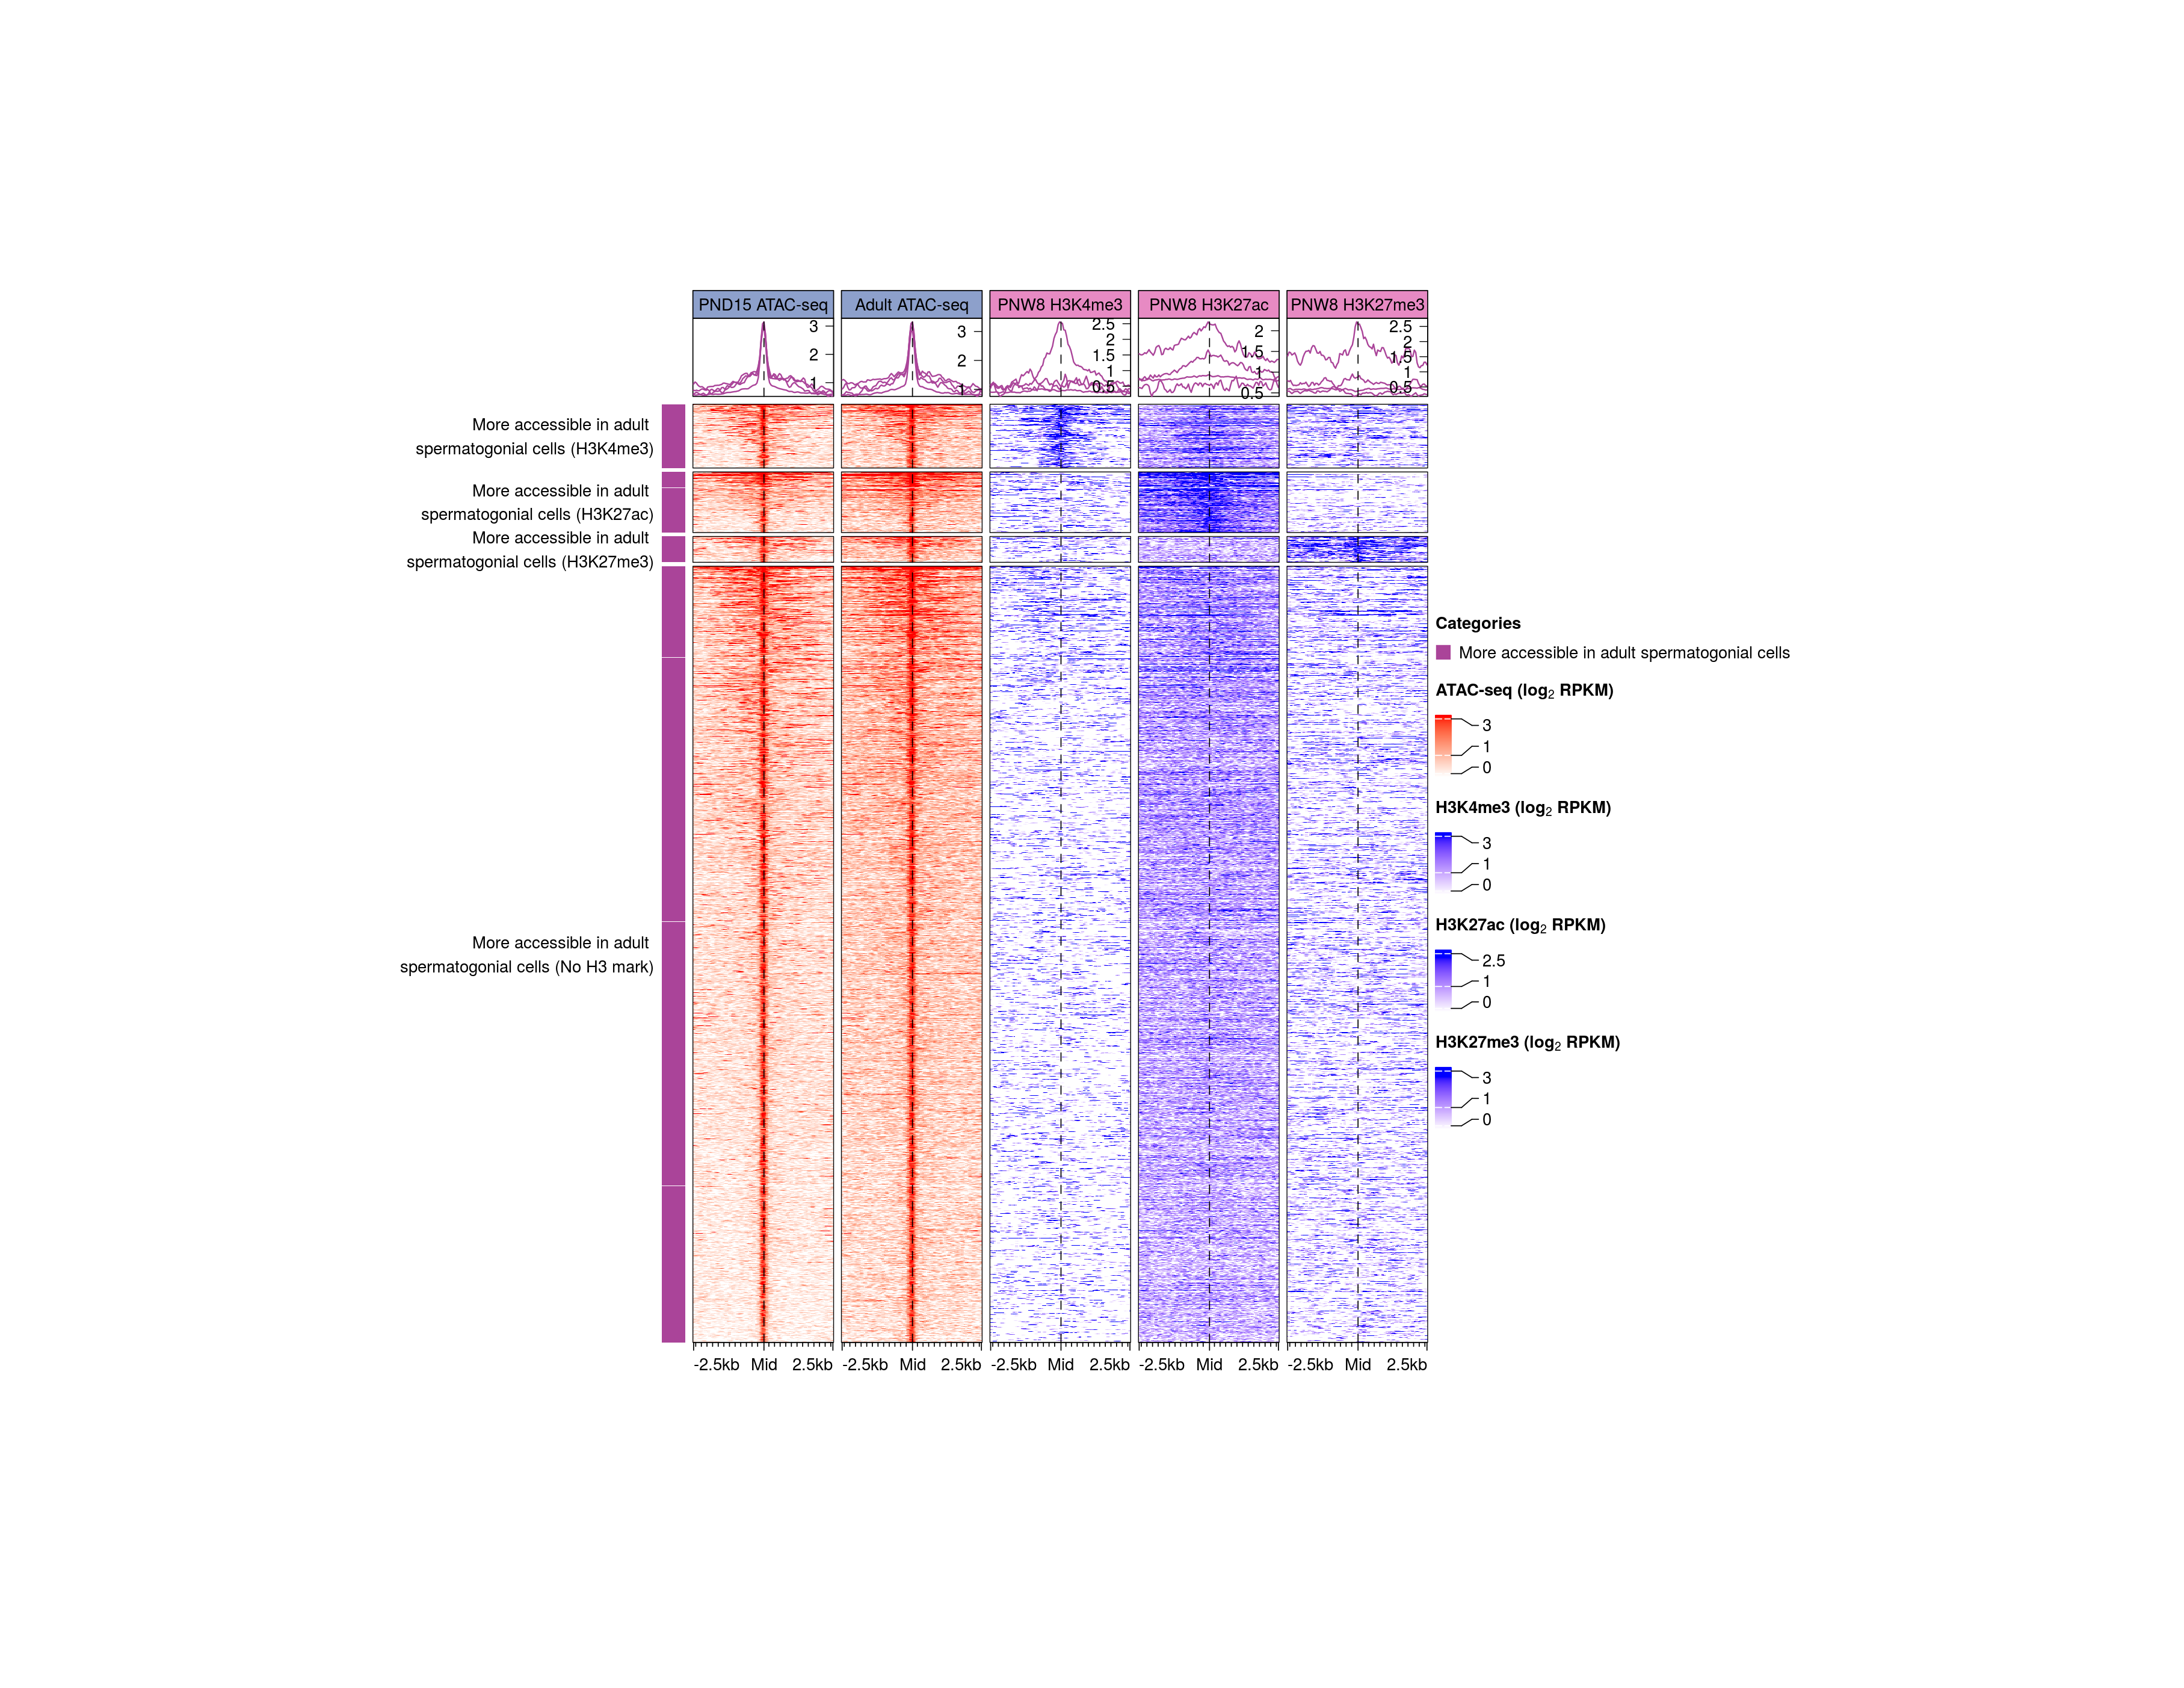 PND15 ATAC-seq
Adult ATAC-seq
PNW8 H3K4me3
PNW8 H3K27ac
PNW8 H3K27me3
3
2
1
3
2
1
2.5
2
1.5
1
0.5
2
1.5
1
0.5
2.5
2
1.5
1
0.5
More accessible in adult
spermatogonial cells (H3K4me3)
More accessible in adult
spermatogonial cells (H3K27ac)
More accessible in adult
spermatogonial cells (H3K27me3)
More accessible in adult
spermatogonial cells (No H3 mark)
-2.5kb Mid 2.5kb
-2.5kb Mid 2.5kb
-2.5kb Mid 2.5kb
-2.5kb Mid 2.5kb
-2.5kb Mid 2.5kb
Categories
More accessible in adult spermatogonial cells
ATAC-seq (log2 RPKM)
3
1
0
H3K4me3 (log2 RPKM)
3
1
0
H3K27ac (log2 RPKM)
2.5
1
0
H3K27me3 (log2 RPKM)
3
1
0